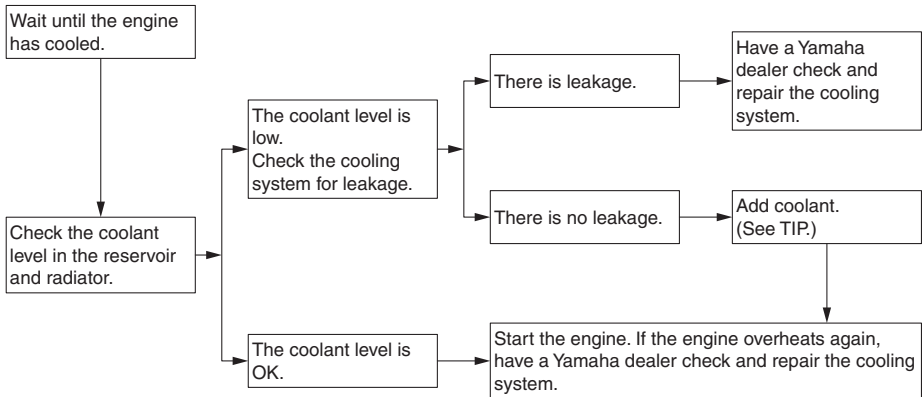 Wait until the engine
has cooled.
Check the coolant
level in the reservoir
and radiator.
The coolant level is
low.
Check the cooling
system for leakage.
There is leakage.
Have a Yamaha
dealer check and
repair the cooling
system.
There is no leakage.
Add coolant.
(See TIP.)
The coolant level is
OK.
Start the engine. If the engine overheats again,
have a Yamaha dealer check and repair the cooling
system.